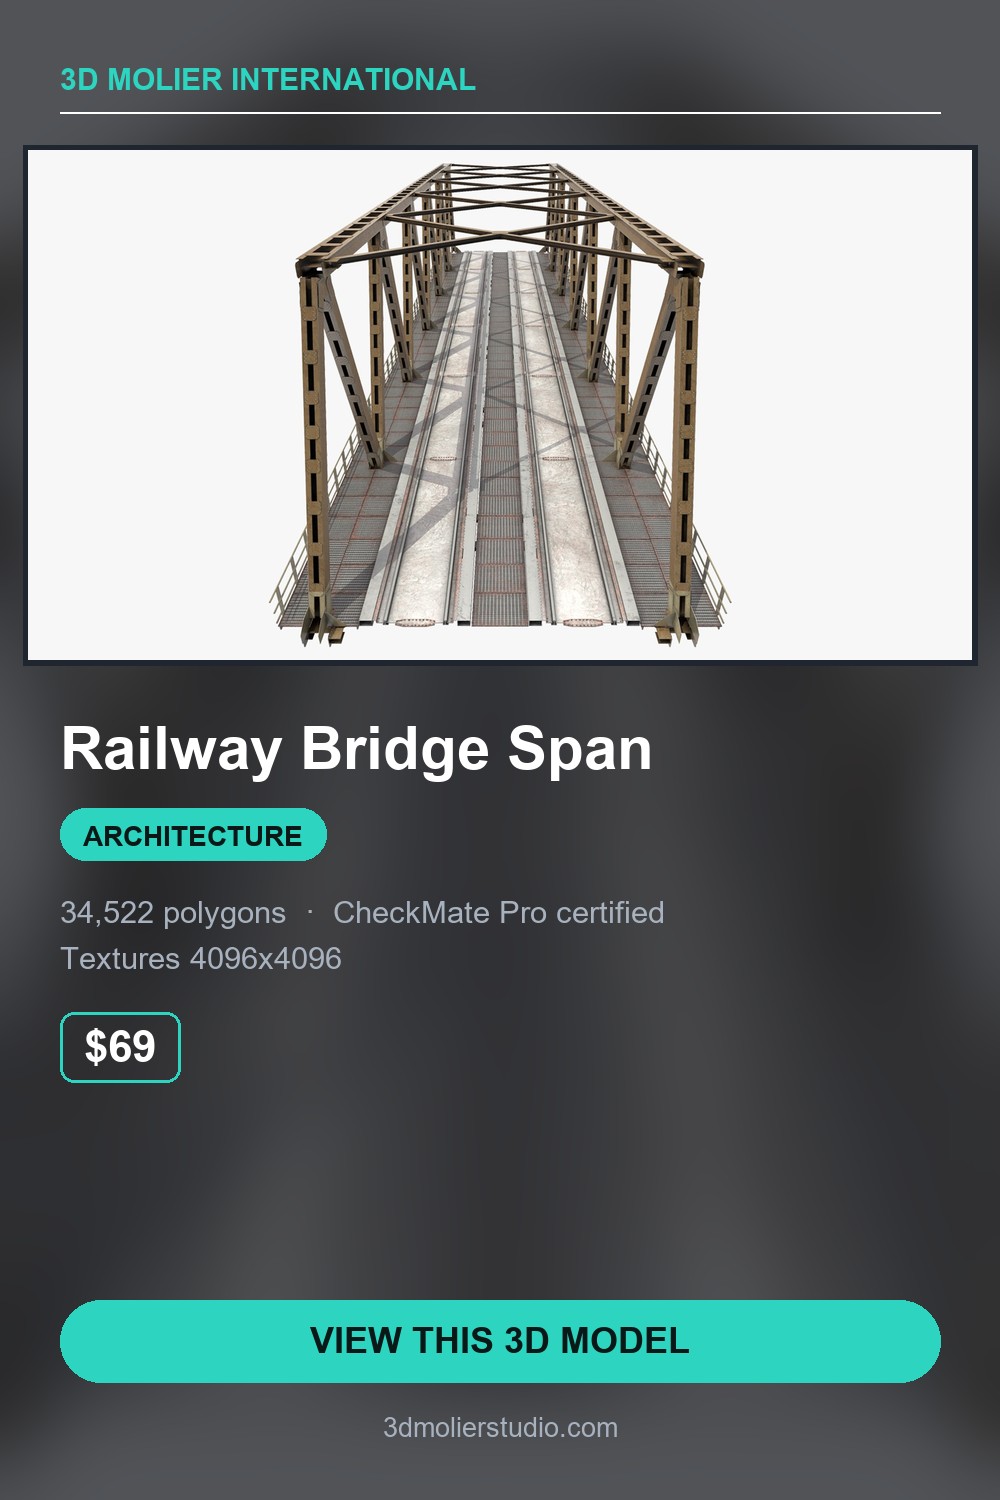 3D MOLIER INTERNATIONAL
Railway Bridge Span
ARCHITECTURE
34,522 polygons · CheckMate Pro certified
Textures 4096x4096
$69
VIEW THIS 3D MODEL
3dmolierstudio.com